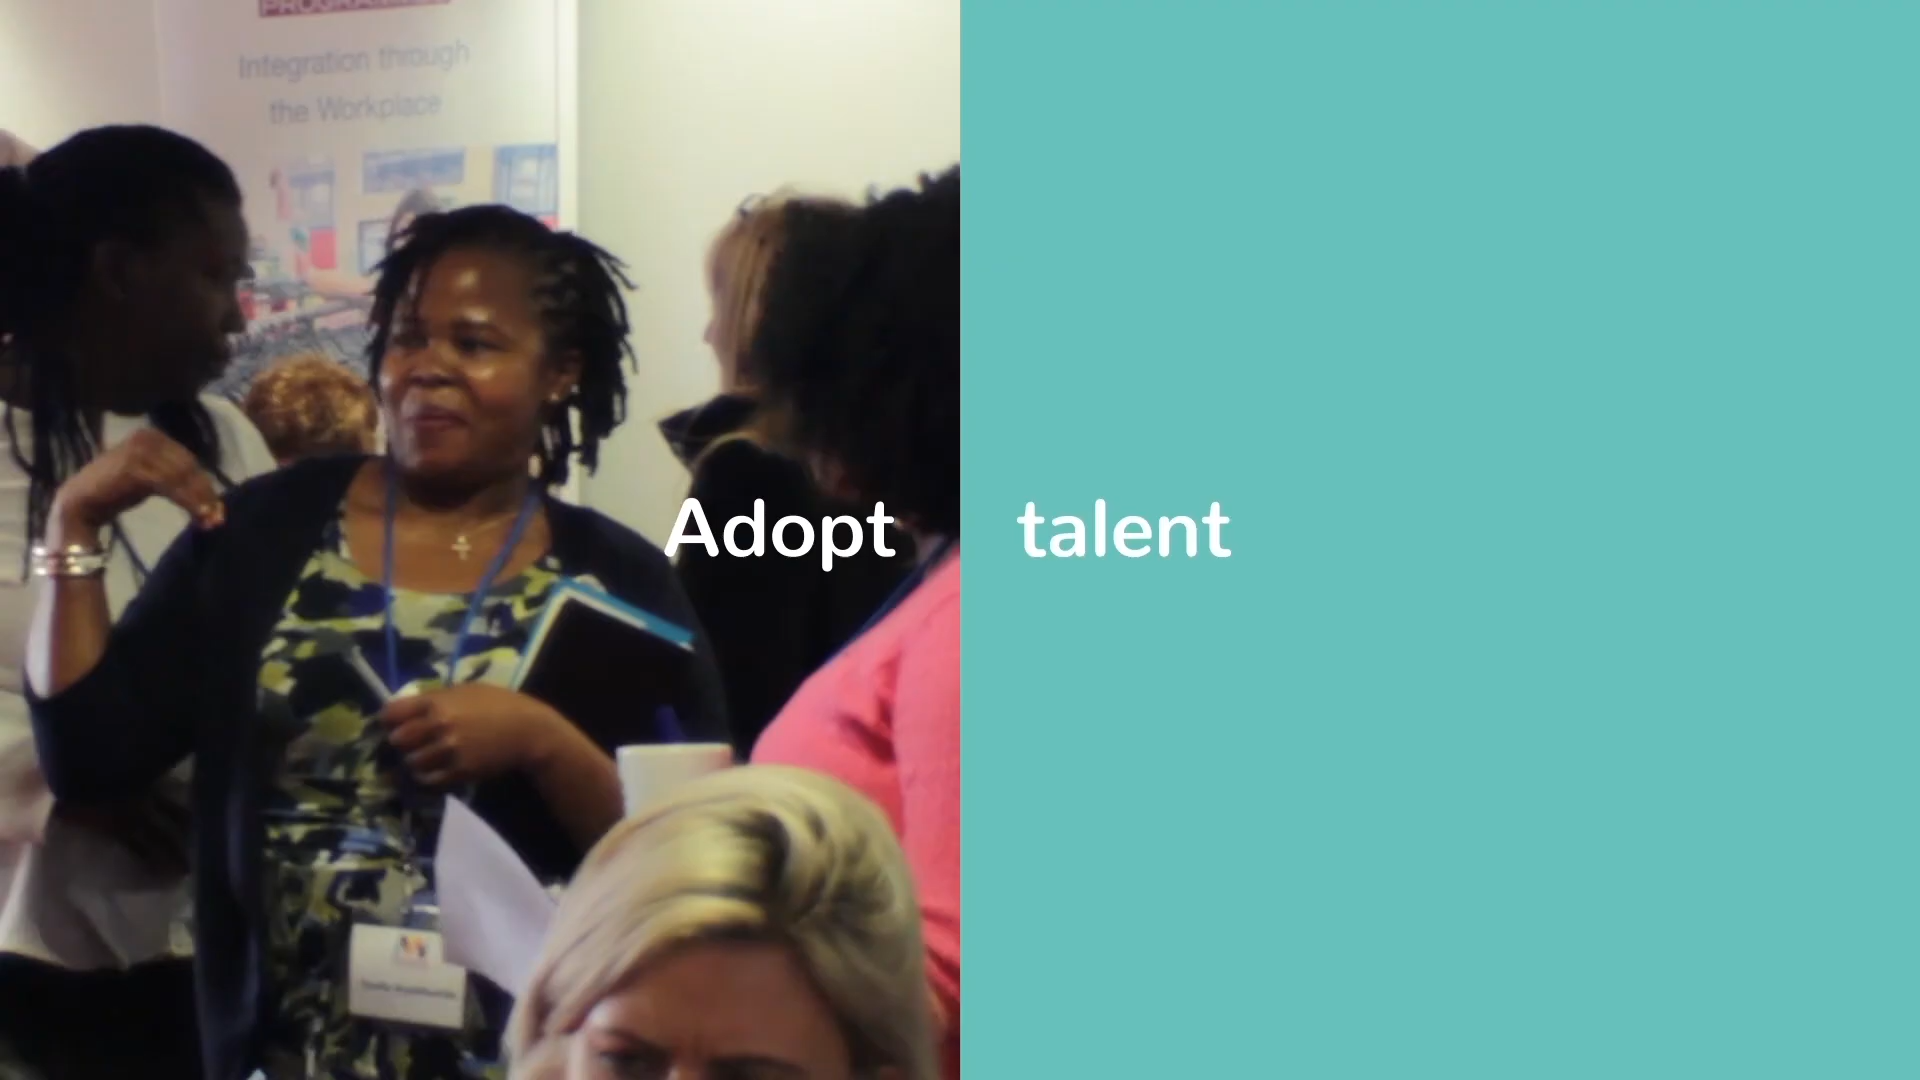 Integration through
the Workplace
Adopt talent